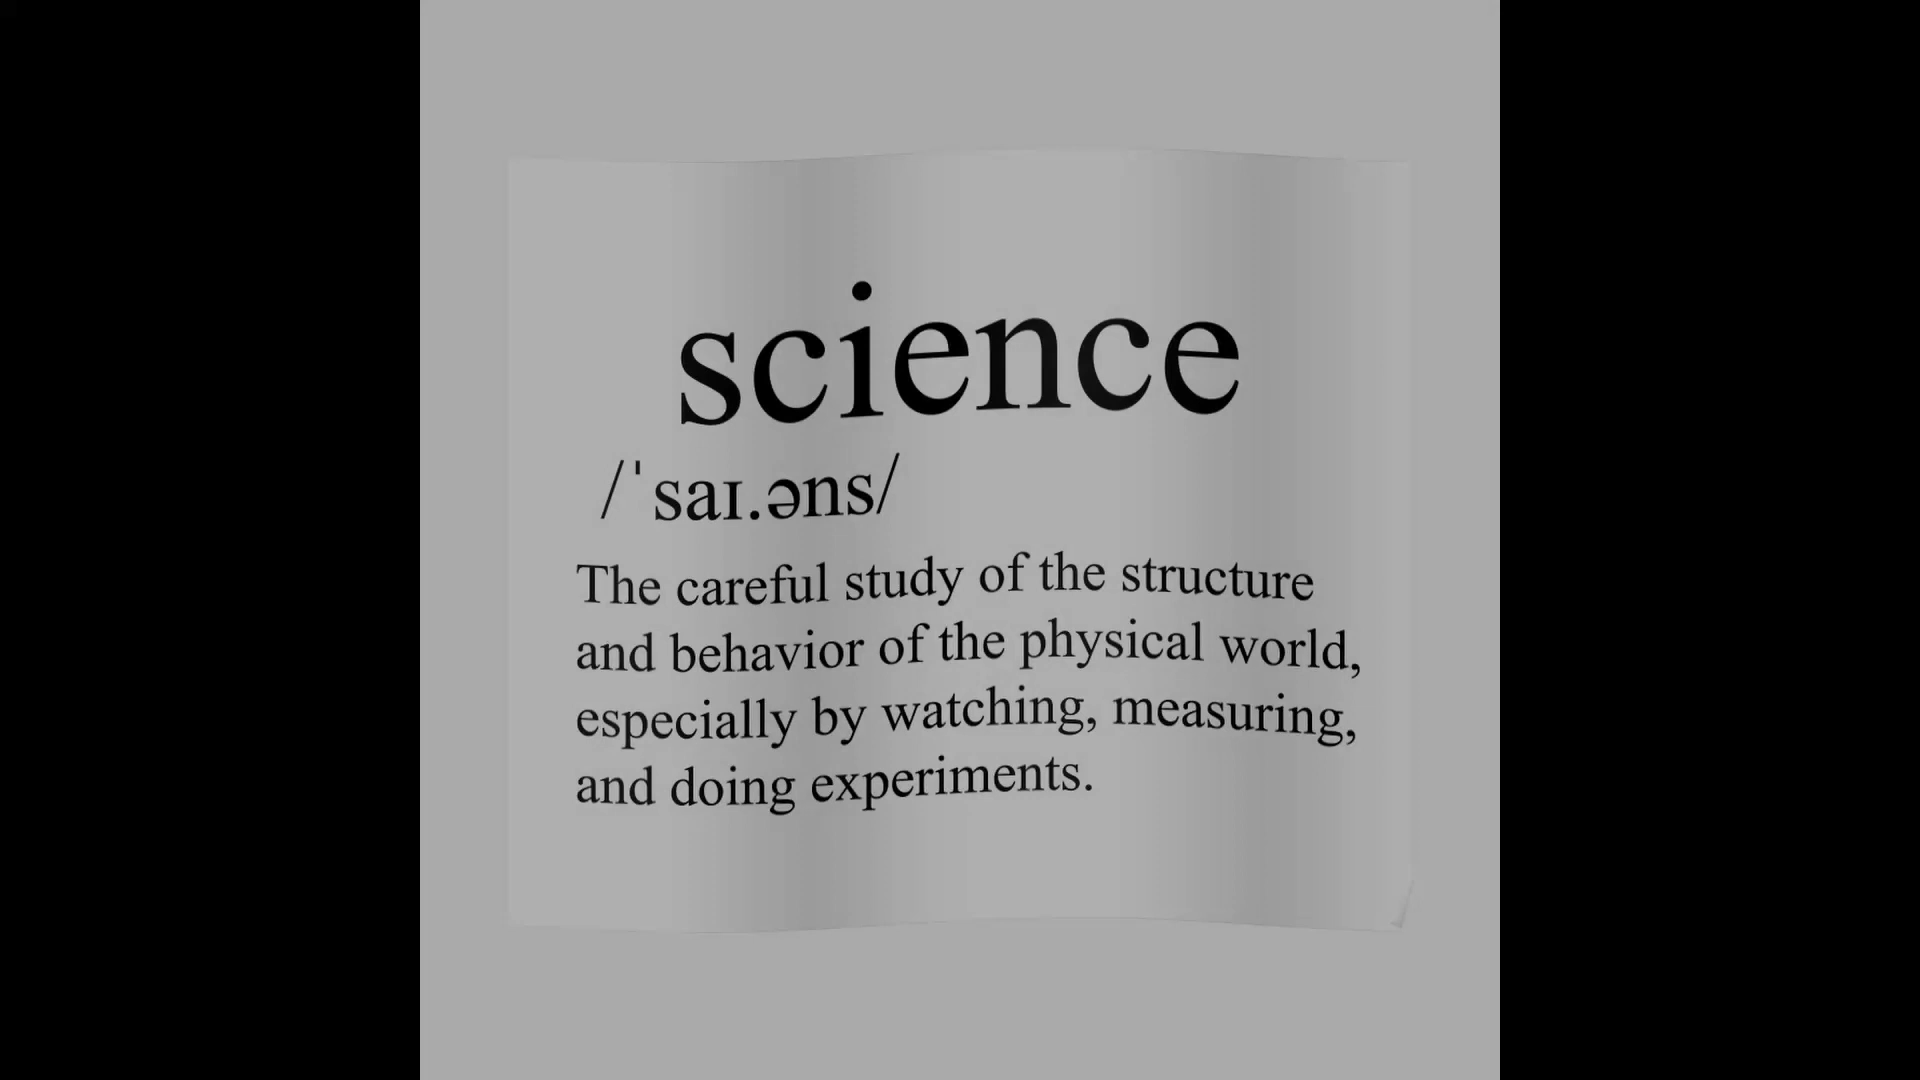 science
/ˈsaɪ.əns/
The careful study of the structure
and behavior of the physical world,
especially by watching, measuring,
and doing experiments.